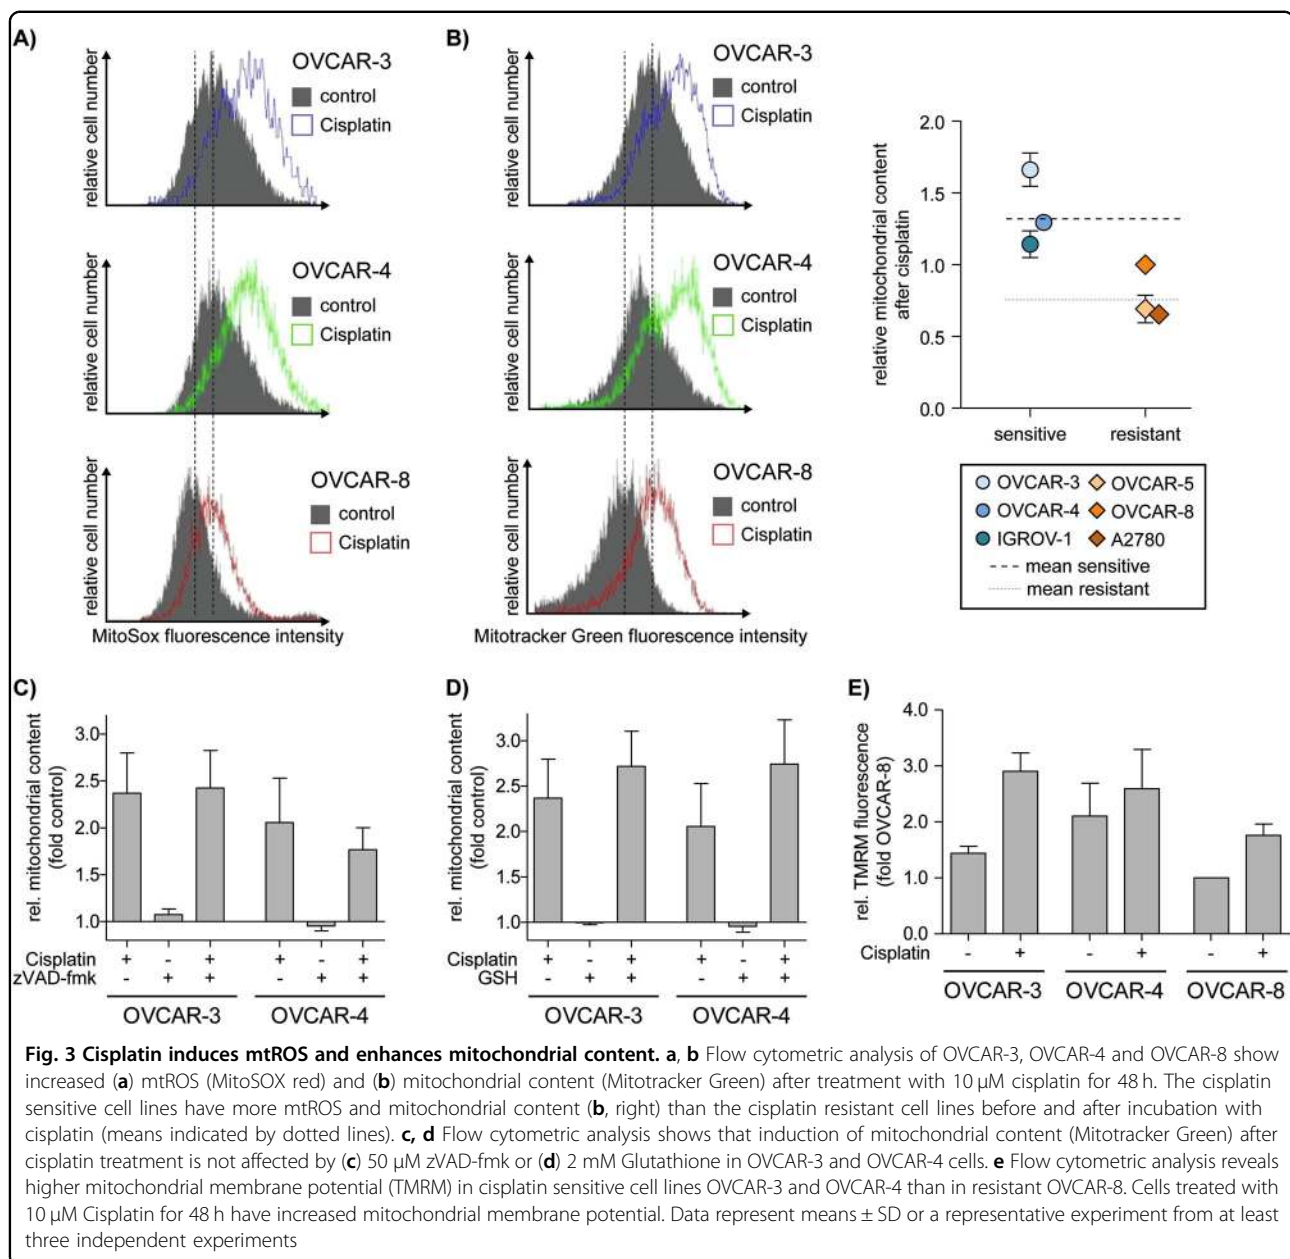 A)
relative cell number
OVCAR-3
control
Cisplatin
relative cell number
OVCAR-4
control
Cisplatin
relative cell number
OVCAR-8
control
Cisplatin
MitoSox fluorescence intensity
B)
relative cell number
OVCAR-3
control
Cisplatin
relative cell number
OVCAR-4
control
Cisplatin
relative cell number
OVCAR-8
control
Cisplatin
Mitotracker Green fluorescence intensity
relative mitochondrial content
after cisplatin
2.0
1.5
1.0
0.5
0.0
sensitive resistant
OVCAR-3 OVCAR-5
OVCAR-4 OVCAR-8
IGROV-1 A2780
mean sensitive
mean resistant
C)
rel. mitochondrial content
(fold control)
3.0
2.5
2.0
1.5
1.0
Cisplatin + - + - - +
zVAD-fmk - + + - + +
OVCAR-3 OVCAR-4
D)
rel. mitochondrial content
(fold control)
3.0
2.5
2.0
1.5
1.0
Cisplatin + - + + - +
GSH - + + - + +
OVCAR-3 OVCAR-4
E)
rel. TMRM fluorescence
(fold OVCAR-8)
4.0
3.0
2.0
1.0
0.0
Cisplatin - + - + - +
OVCAR-3 OVCAR-4 OVCAR-8
Fig. 3 Cisplatin induces mtROS and enhances mitochondrial content. a, b Flow cytometric analysis of OVCAR-3, OVCAR-4 and OVCAR-8 show
increased (a) mtROS (MitoSOX red) and (b) mitochondrial content (Mitotracker Green) after treatment with 10 µM cisplatin for 48 h. The cisplatin
sensitive cell lines have more mtROS and mitochondrial content (b, right) than the cisplatin resistant cell lines before and after incubation with
cisplatin (means indicated by dotted lines). c, d Flow cytometric analysis shows that induction of mitochondrial content (Mitotracker Green) after
cisplatin treatment is not affected by (c) 50 µM zVAD-fmk or (d) 2 mM Glutathione in OVCAR-3 and OVCAR-4 cells. e Flow cytometric analysis reveals
higher mitochondrial membrane potential (TMRM) in cisplatin sensitive cell lines OVCAR-3 and OVCAR-4 than in resistant OVCAR-8. Cells treated with
10 µM Cisplatin for 48 h have increased mitochondrial membrane potential. Data represent means ± SD or a representative experiment from at least
three independent experiments